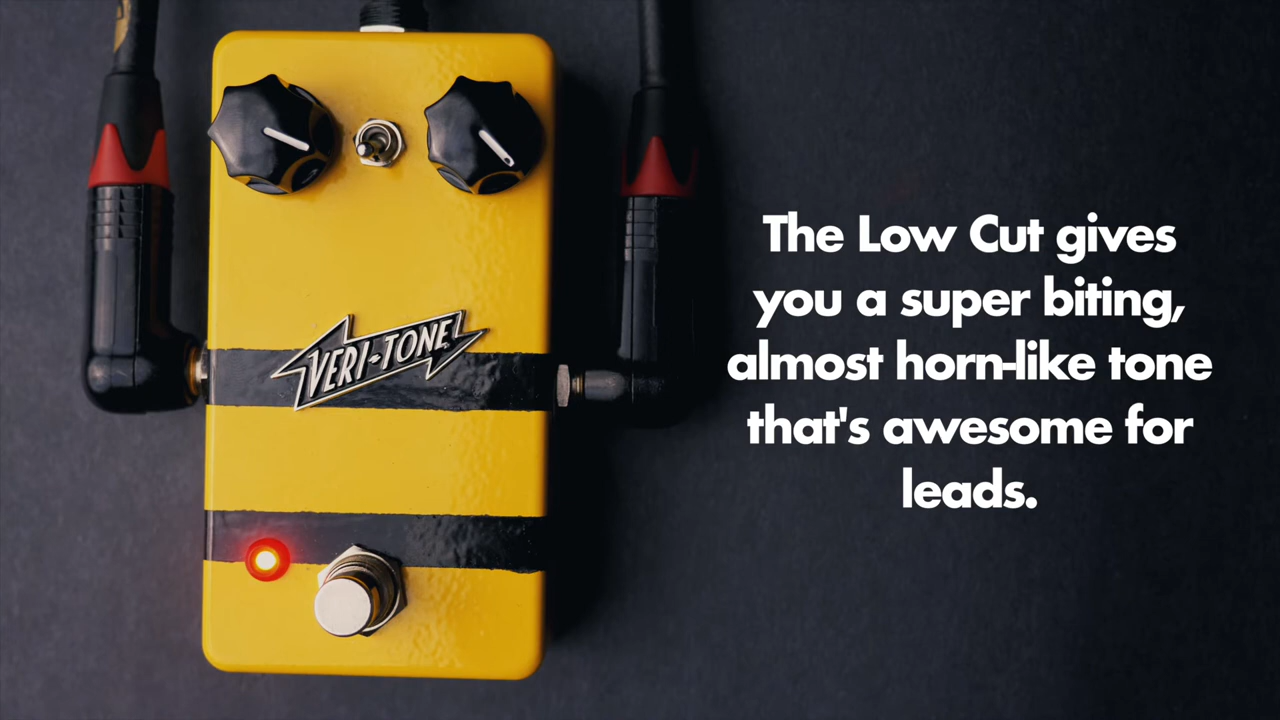 VERI-TONE
The Low Cut gives
you a super biting,
almost horn-like tone
that's awesome for
leads.